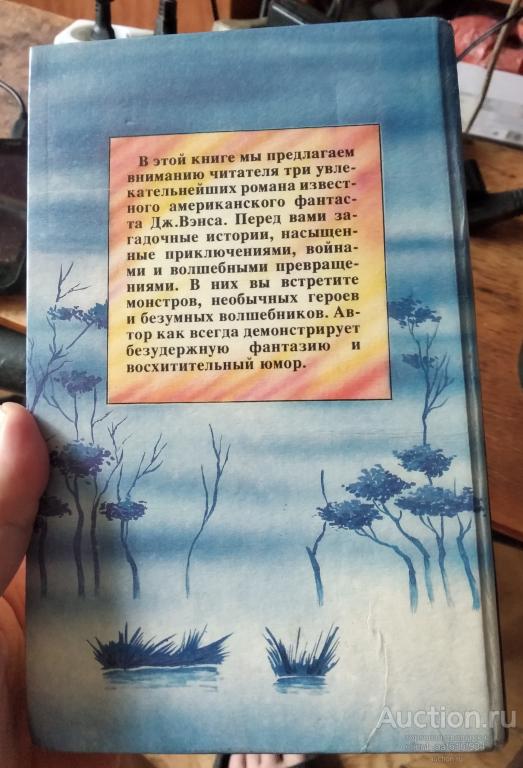 В этой книге мы предлагаем
вниманию читателя три увле-
кательнейших романа извест-
ного американского фантас-
та Дж.Вэнса. Перед вами за-
гадочные истории, насыщен-
ные приключениями, война-
ми и волшебными превраще-
ниями. В них вы встретите
монстров, необычных героев
и безумных волшебников. Ав-
тор как всегда демонстрирует
безудержную фантазию и
восхитительный юмор.
Auction.ru
auction.ru